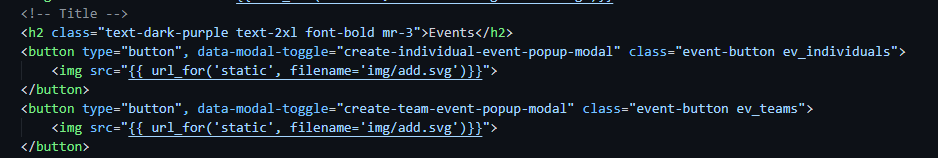 <!-- Title -->
<h2 class="text-dark-purple text-2xl font-bold mr-3">Events</h2>
<button type="button", data-modal-toggle="create-individual-event-popup-modal" class="event-button ev_individuals">
<img src="{{ url_for('static', filename='img/add.svg')}}">
</button>
<button type="button", data-modal-toggle="create-team-event-popup-modal" class="event-button ev_teams">
<img src="{{ url_for('static', filename='img/add.svg')}}">
</button>